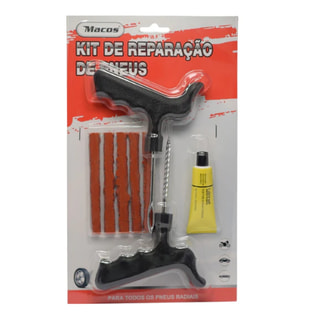 Macos
KIT DE REPARAÇÃO
DE PNEUS
PARA TODOS OS PNEUS RADIAIS